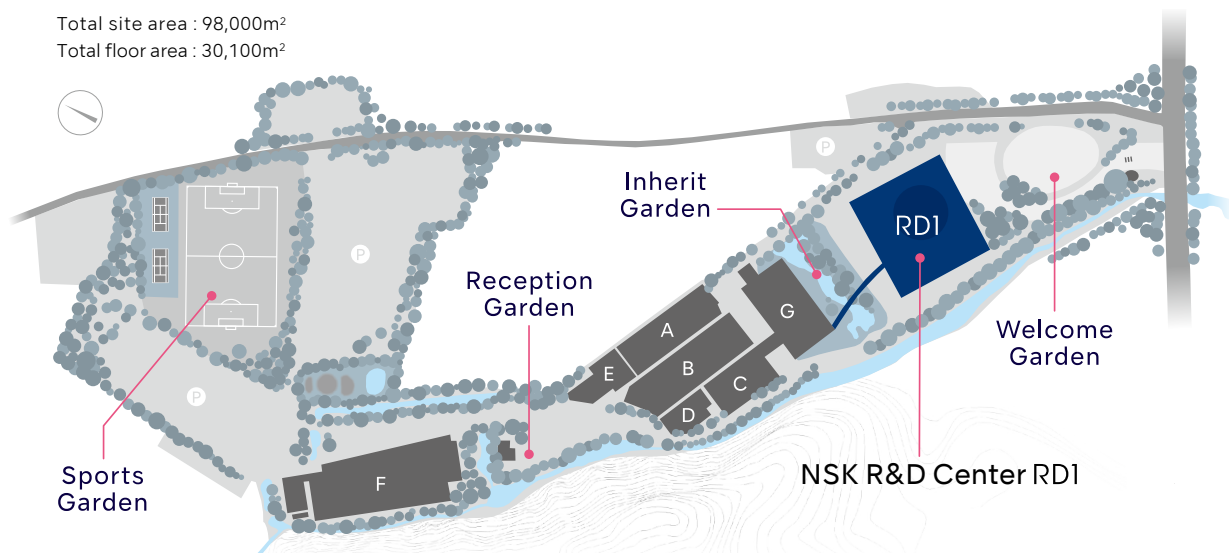 Total site area : 98,000m²
Total floor area : 30,100m²
P
Inherit
Garden
RD1
P
Reception
Garden
A
G
Welcome
Garden
E
B
C
D
P
Sports
Garden
F
NSK R&D Center RD1